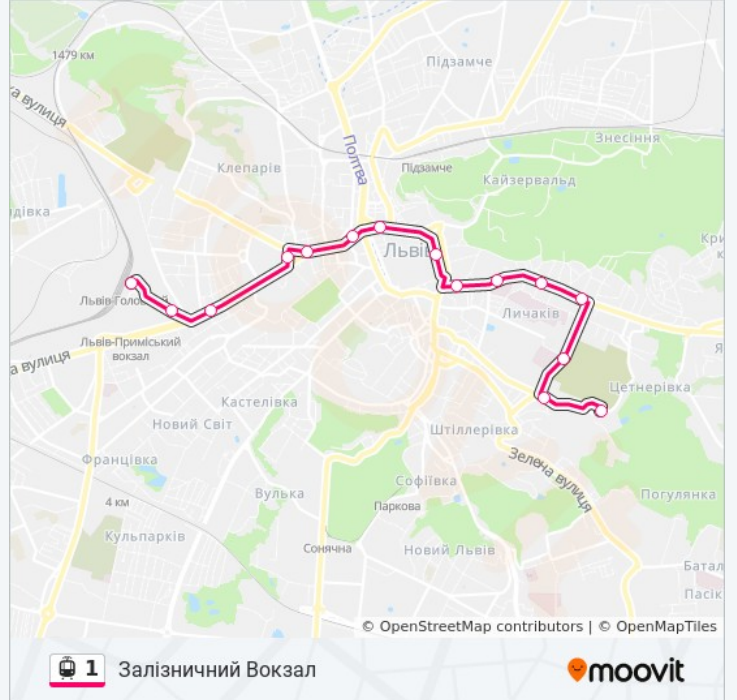 1479 км
Підзамче
а вулиця
Полтва
Знесіння
Клепарів
Підзамче
Кайзервальд
дівка
Кри
к
Львів
Львів Голо
Личаків
Львів-Приміський
вокзал
Я
а вулиця
Цетнерівка
Кастелівка
Новий Світ
Штіллерівка
Францівка
Зелена вулиця
Софіївка
Вулька
Погулянка
4 км
Паркова
Кульпарків
Сонячна
Новий Львів
Батал
Пасік
© OpenStreetMap contributors | © OpenMapTiles
1 Залізничний Вокзал
moovit